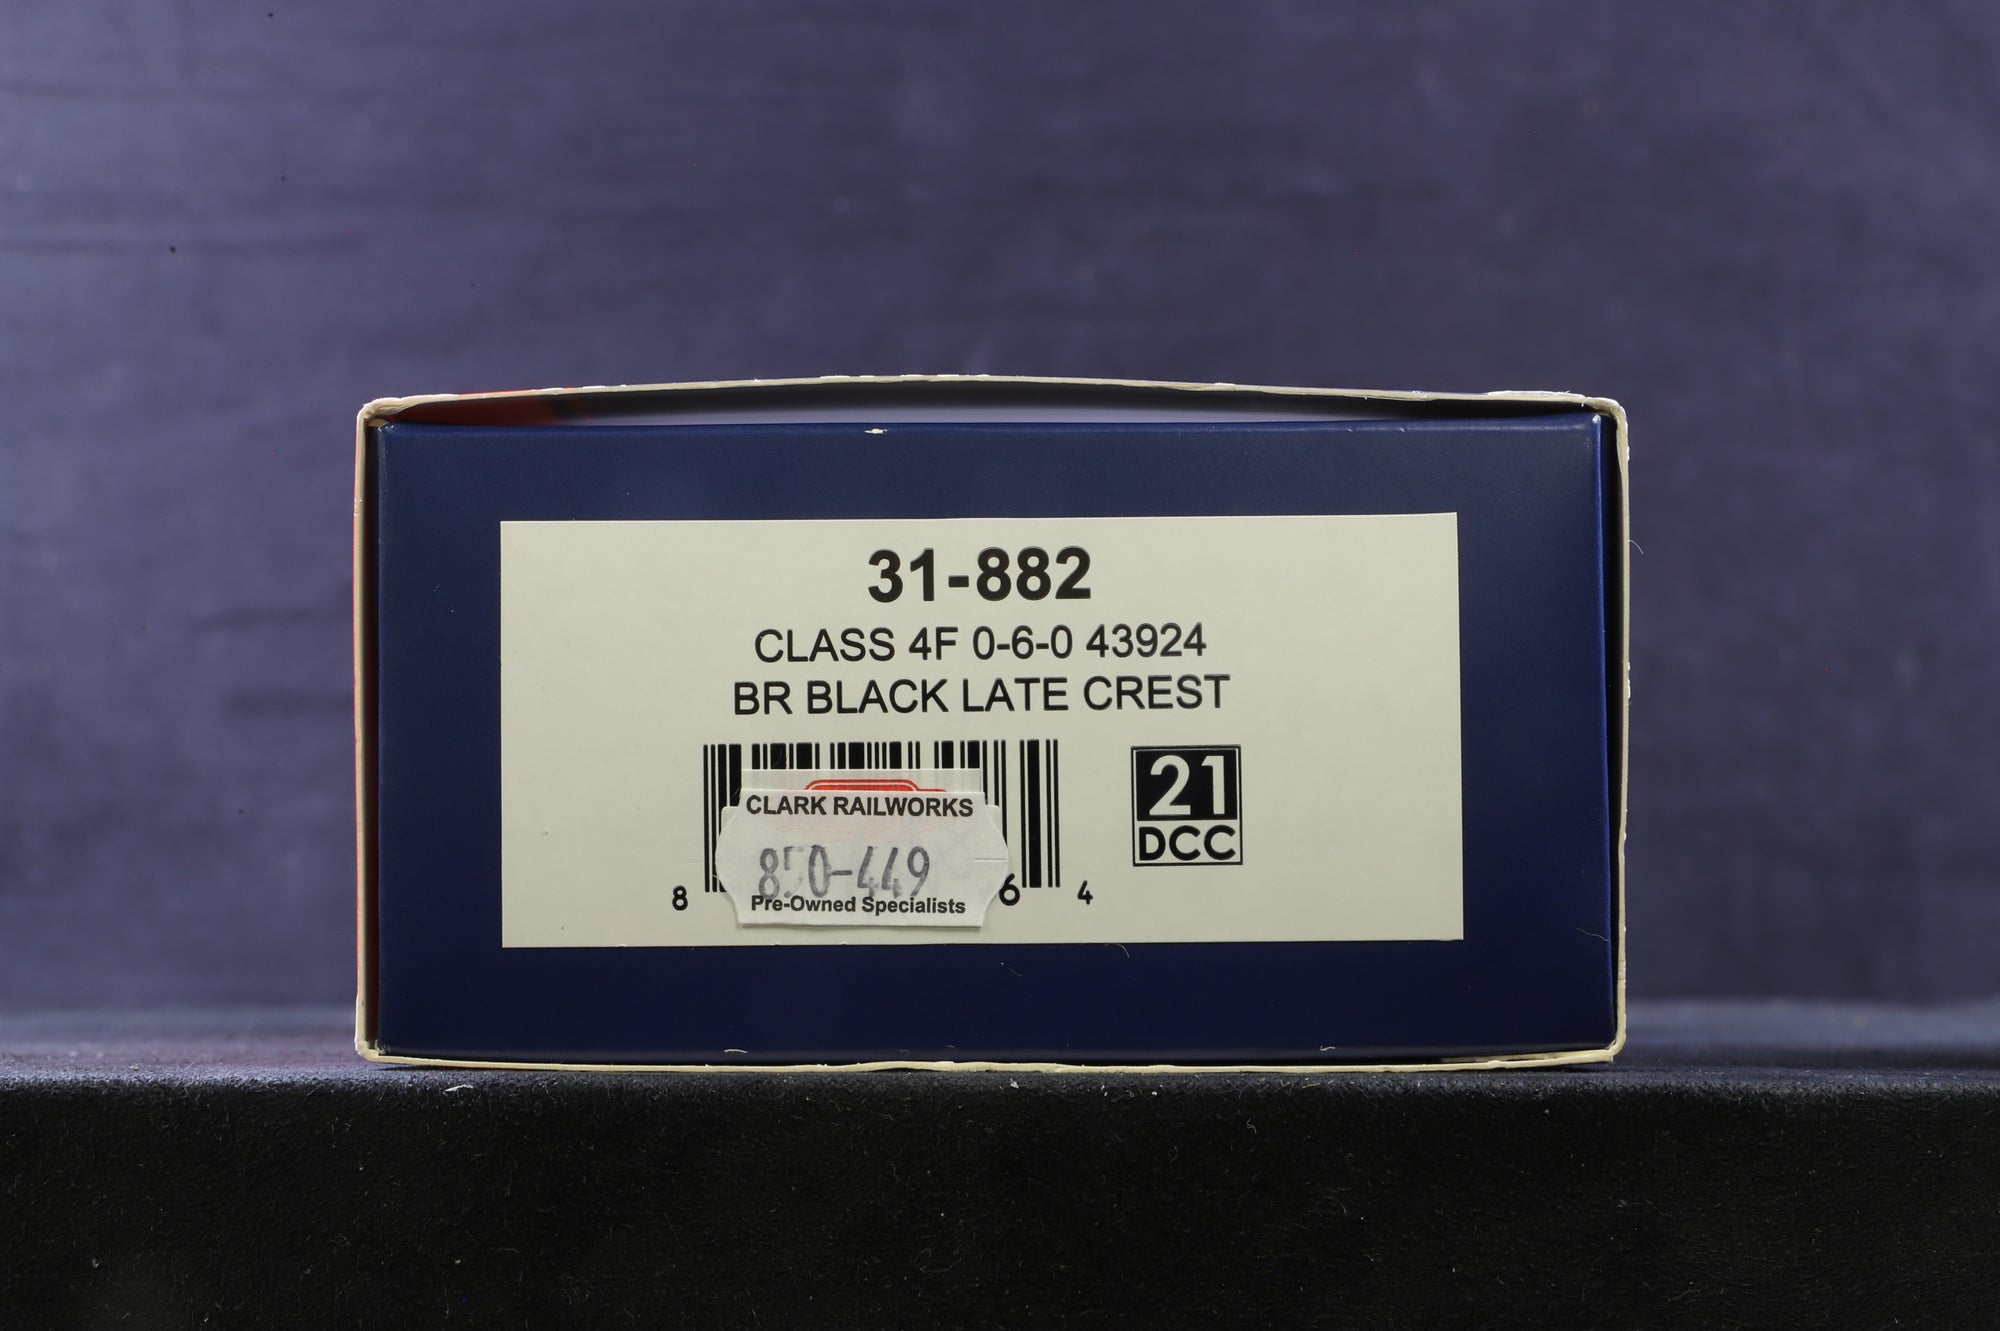 31-882
CLASS 4F 0-6-0 43924
BR BLACK LATE CREST
21
DCC
CLARK RAILWORKS
Pre-Owned Specialists
8 6 4